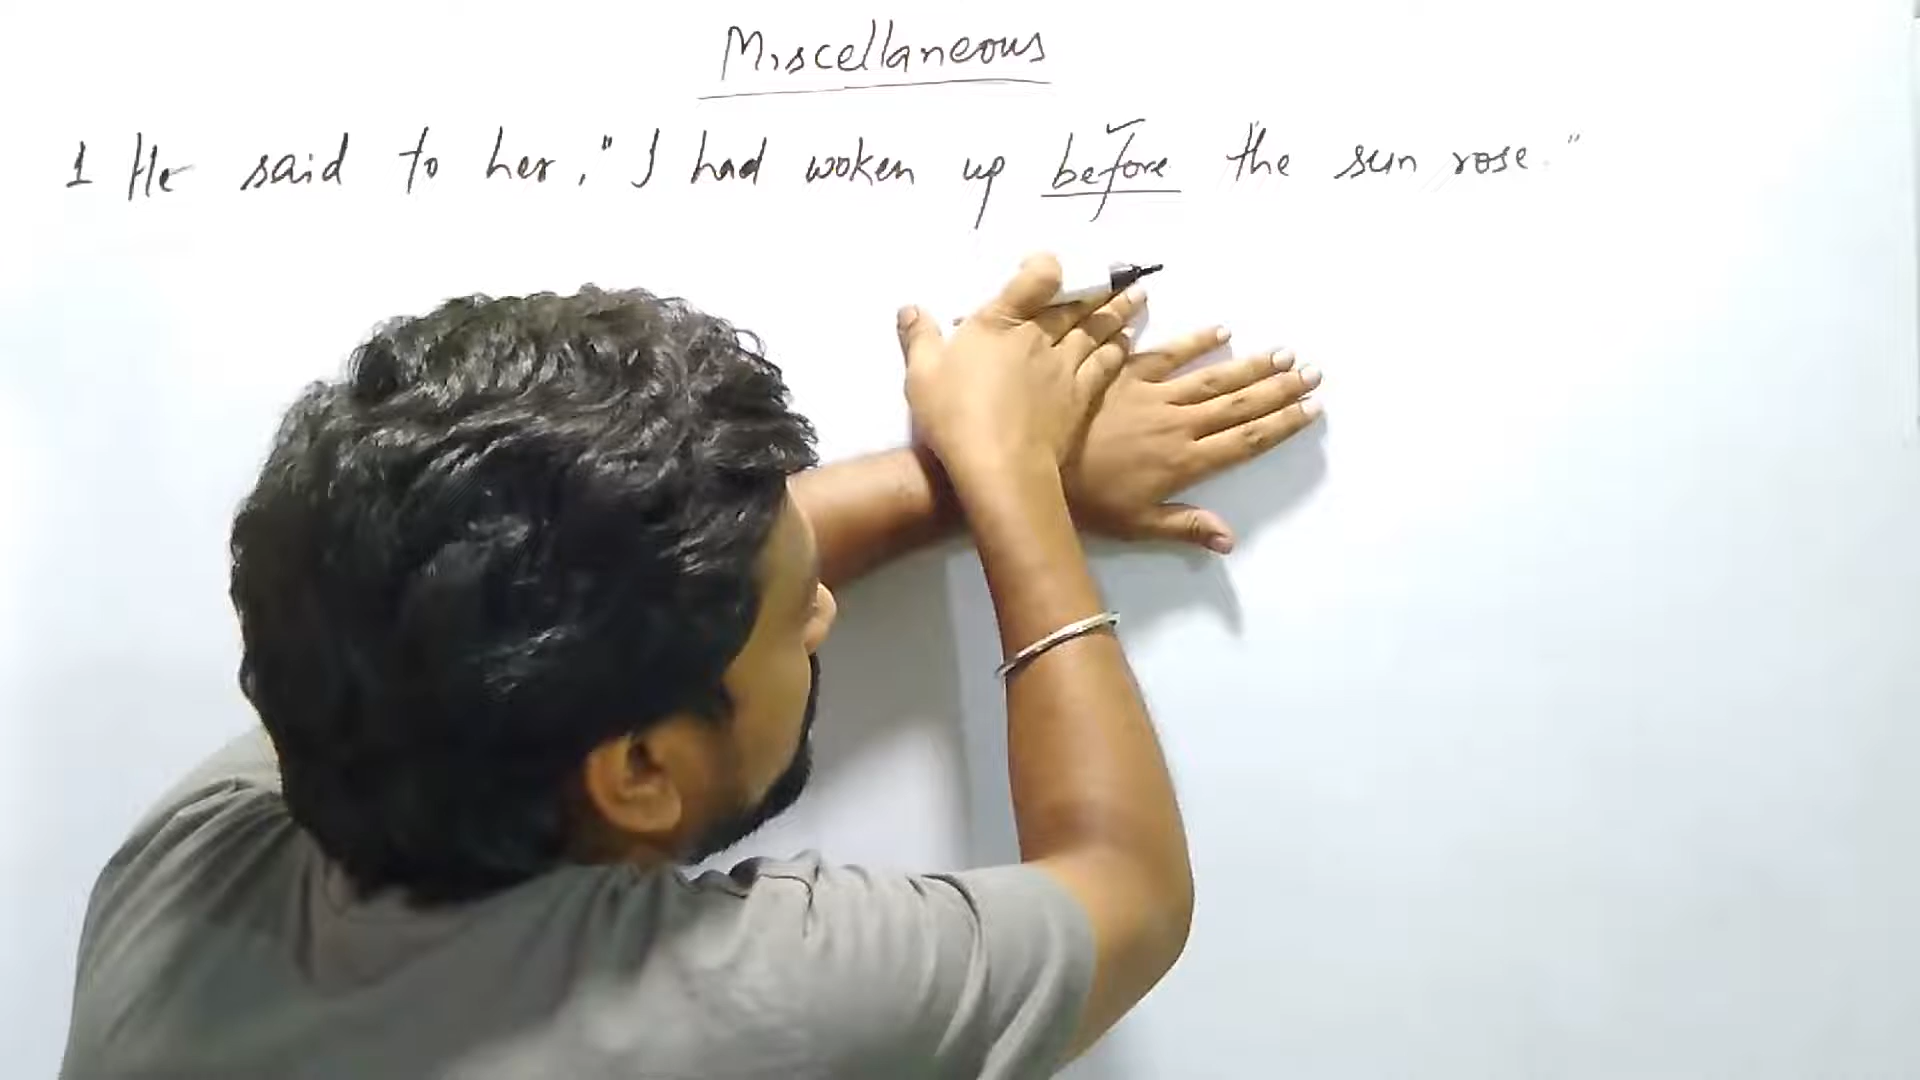 Miscellaneous
1 He said to her, "I had woken up before the sun rose."